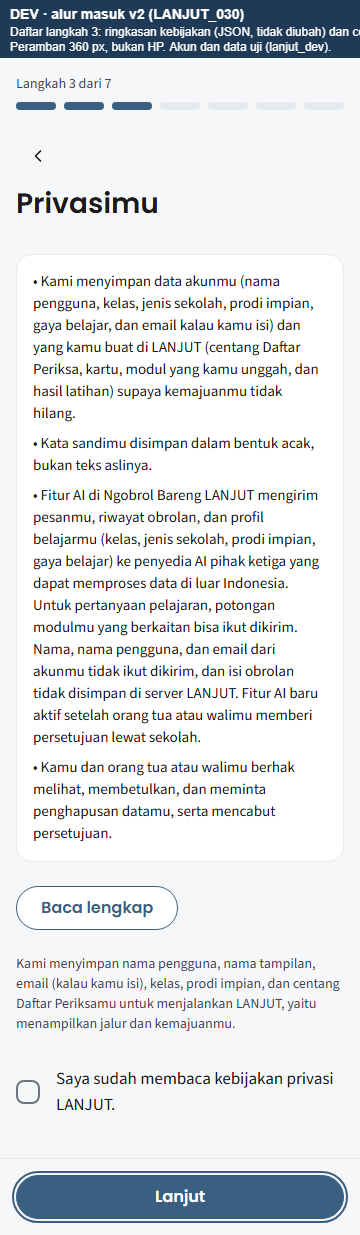 DEV · alur masuk v2 (LANJUT_030)
Daftar langkah 3: ringkasan kebijakan (JSON, tidak diubah) dan
Peramban 360 px, bukan HP. Akun dan data uji (lanjut_dev).
Langkah 3 dari 7
Privasimu
• Kami menyimpan data akunmu (nama
pengguna, kelas, jenis sekolah, prodi impian,
gaya belajar, dan email kalau kamu isi) dan
yang kamu buat di LANJUT (centang Daftar
Periksa, kartu, modul yang kamu unggah, dan
hasil latihan) supaya kemajuanmu tidak
hilang.
• Kata sandimu disimpan dalam bentuk acak,
bukan teks aslinya.
• Fitur AI di Ngobrol Bareng LANJUT mengirim
pesanmu, riwayat obrolan, dan profil
belajarmu (kelas, jenis sekolah, prodi impian,
gaya belajar) ke penyedia AI pihak ketiga yang
dapat memproses data di luar Indonesia.
Untuk pertanyaan pelajaran, potongan
modulmu yang berkaitan bisa ikut dikirim.
Nama, nama pengguna, dan email dari
akunmu tidak ikut dikirim, dan isi obrolan
tidak disimpan di server LANJUT. Fitur AI baru
aktif setelah orang tua atau walimu memberi
persetujuan lewat sekolah.
• Kamu dan orang tua atau walimu berhak
melihat, membetulkan, dan meminta
penghapusan datamu, serta mencabut
persetujuan.
Baca lengkap
Kami menyimpan nama pengguna, nama tampilan,
email (kalau kamu isi), kelas, prodi impian, dan centang
Daftar Periksamu untuk menjalankan LANJUT, yaitu
menampilkan jalur dan kemajuanmu.
Saya sudah membaca kebijakan privasi
LANJUT.
Lanjut